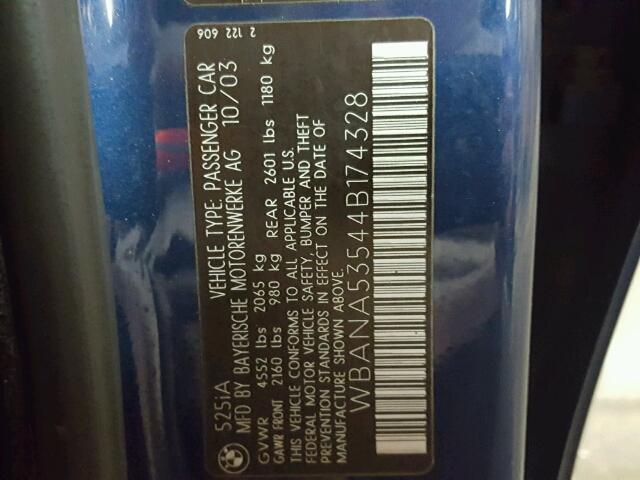 2 122 606
525iA VEHICLE TYPE: PASSENGER CAR
MFD BY BAYERISCHE MOTORENWERKE AG 10/03
GVWR 4552 lbs 2065 kg
GAWR FRONT 2160 lbs 980 kg REAR 2601 lbs 1180 kg
THIS VEHICLE CONFORMS TO ALL APPLICABLE U.S.
FEDERAL MOTOR VEHICLE SAFETY, BUMPER AND THEFT
PREVENTION STANDARDS IN EFFECT ON THE DATE OF
MANUFACTURE SHOWN ABOVE.
WBANA53544B174328